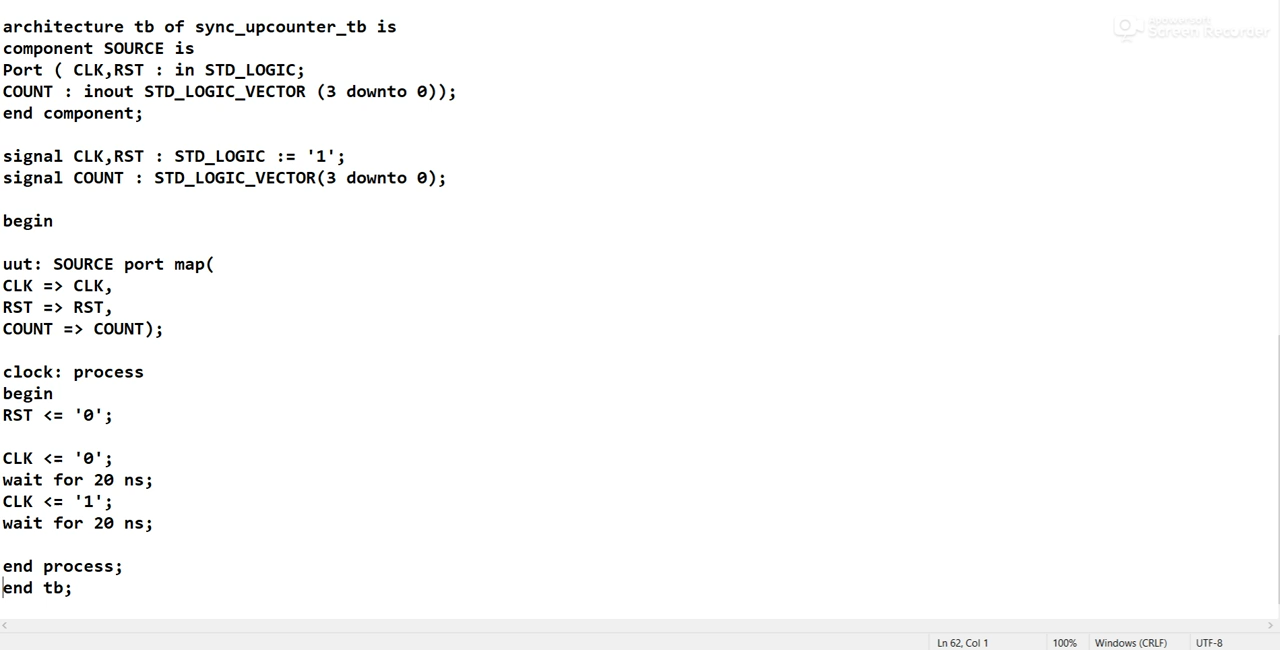 architecture tb of sync_upcounter_tb is
component SOURCE is
Port ( CLK,RST : in STD_LOGIC;
COUNT : inout STD_LOGIC_VECTOR (3 downto 0));
end component;
signal CLK,RST : STD_LOGIC := '1';
signal COUNT : STD_LOGIC_VECTOR(3 downto 0);
begin
uut: SOURCE port map(
CLK => CLK,
RST => RST,
COUNT => COUNT);
clock: process
begin
RST <= '0';
CLK <= '0';
wait for 20 ns;
CLK <= '1';
wait for 20 ns;
end process;
end tb;
Apowersoft
Screen Recorder
Ln 62, Col 1
100%
Windows (CRLF)
UTF-8